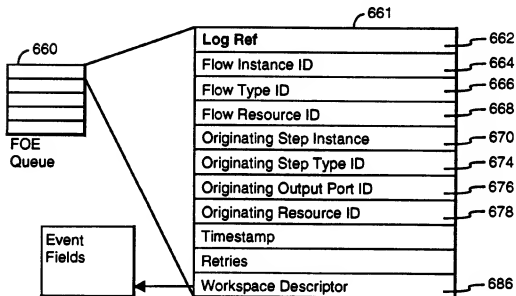 661
660
Log Ref 662
Flow Instance ID 664
Flow Type ID 666
Flow Resource ID 668
Originating Step Instance 670
Originating Step Type ID 674
Originating Output Port ID 676
Originating Resource ID 678
Timestamp
Retries
Workspace Descriptor 686
FOE
Queue
Event
Fields